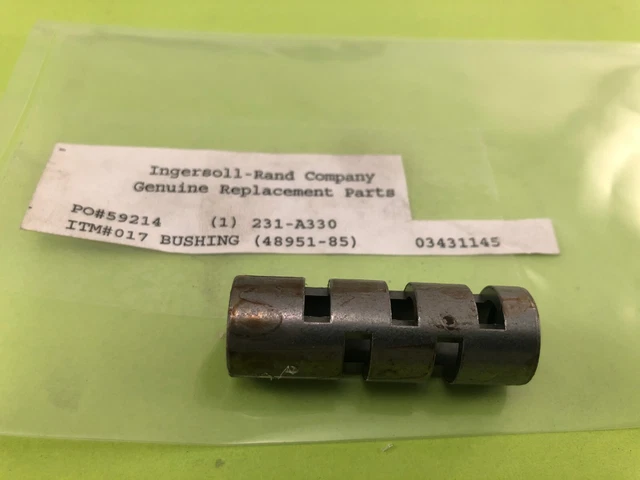 Ingersoll-Rand Company
Genuine Replacement Parts
PO#59214 (1) 231-A330
ITM#017 BUSHING (48951-85) 03431145